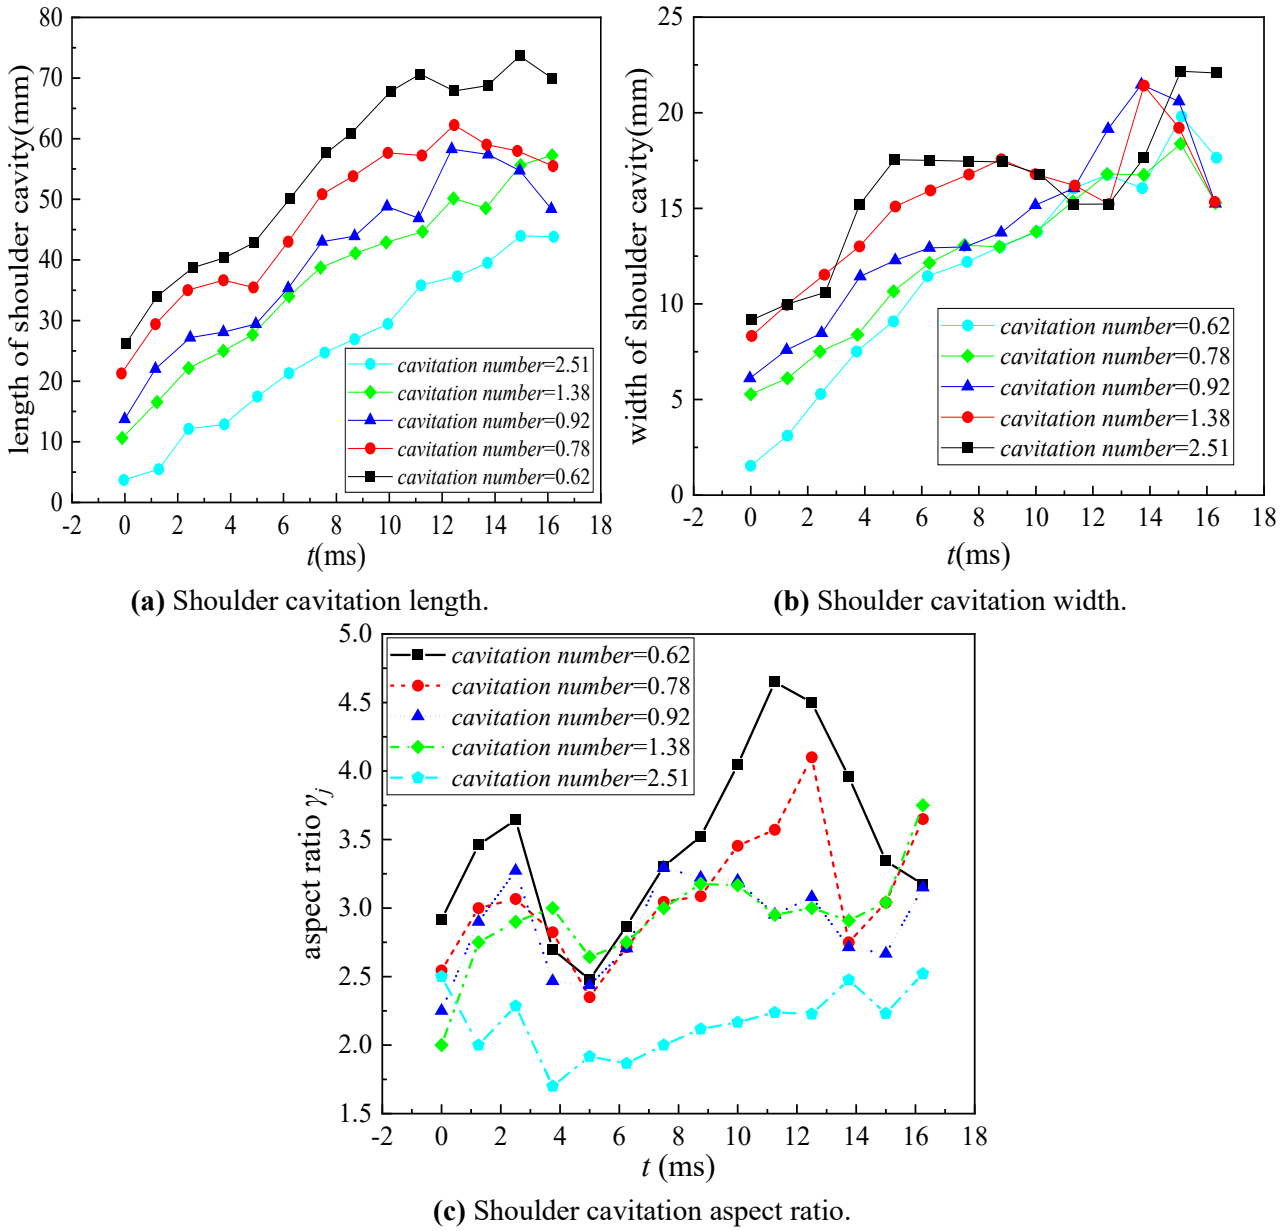 length of shoulder cavity(mm)
80
70
60
50
40
30
20
10
0
cavitation number=2.51
cavitation number=1.38
cavitation number=0.92
cavitation number=0.78
cavitation number=0.62
-2 0 2 4 6 8 10 12 14 16 18
t(ms)
(a) Shoulder cavitation length.
width of shoulder cavity(mm)
25
20
15
10
5
0
cavitation number=0.62
cavitation number=0.78
cavitation number=0.92
cavitation number=1.38
cavitation number=2.51
-2 0 2 4 6 8 10 12 14 16 18
t(ms)
(b) Shoulder cavitation width.
aspect ratio γj
5.0
4.5
4.0
3.5
3.0
2.5
2.0
1.5
cavitation number=0.62
cavitation number=0.78
cavitation number=0.92
cavitation number=1.38
cavitation number=2.51
-2 0 2 4 6 8 10 12 14 16 18
t (ms)
(c) Shoulder cavitation aspect ratio.